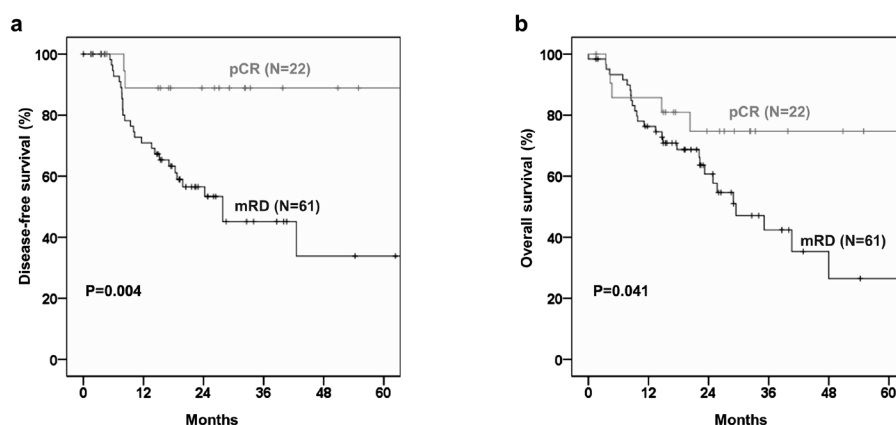 a
Disease-free survival (%)
100
80
60
40
20
0
pCR (N=22)
mRD (N=61)
P=0.004
0 12 24 36 48 60
Months
b
Overall survival (%)
100
80
60
40
20
0
pCR (N=22)
mRD (N=61)
P=0.041
0 12 24 36 48 60
Months